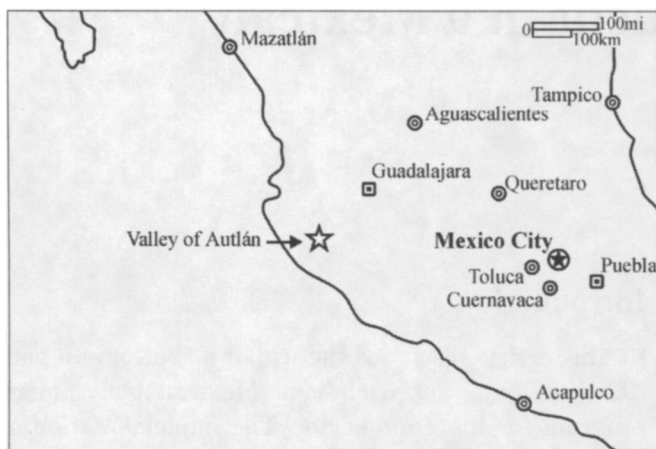 Mazatlán
0
100mi
100km
Tampico
Aguascalientes
Guadalajara
Queretaro
Valley of Autlán
Mexico City
Toluca
Puebla
Cuernavaca
Acapulco